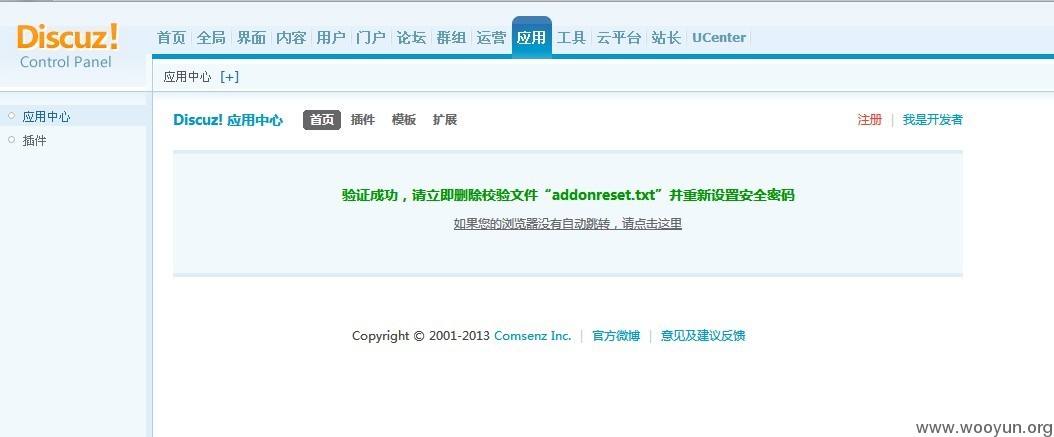 Discuz!
Control Panel
首页 全局 界面 内容 用户 门户 论坛 群组 运营 应用 工具 云平台 站长 UCenter
应用中心 [+]
应用中心
插件
Discuz! 应用中心 首页 插件 模板 扩展 注册 | 我是开发者
验证成功，请立即删除校验文件“addonreset.txt”并重新设置安全密码
如果您的浏览器没有自动跳转，请点击这里
Copyright © 2001-2013 Comsenz Inc. | 官方微博 | 意见及建议反馈
www.wooyun.org